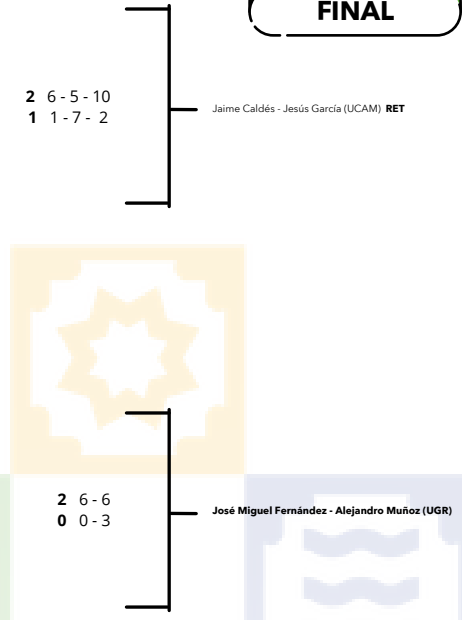 FINAL
2 6 - 5 - 10
1 1 - 7 - 2
Jaime Caldés - Jesús García (UCAM) RET
2 6 - 6
0 0 - 3
José Miguel Fernández - Alejandro Muñoz (UGR)